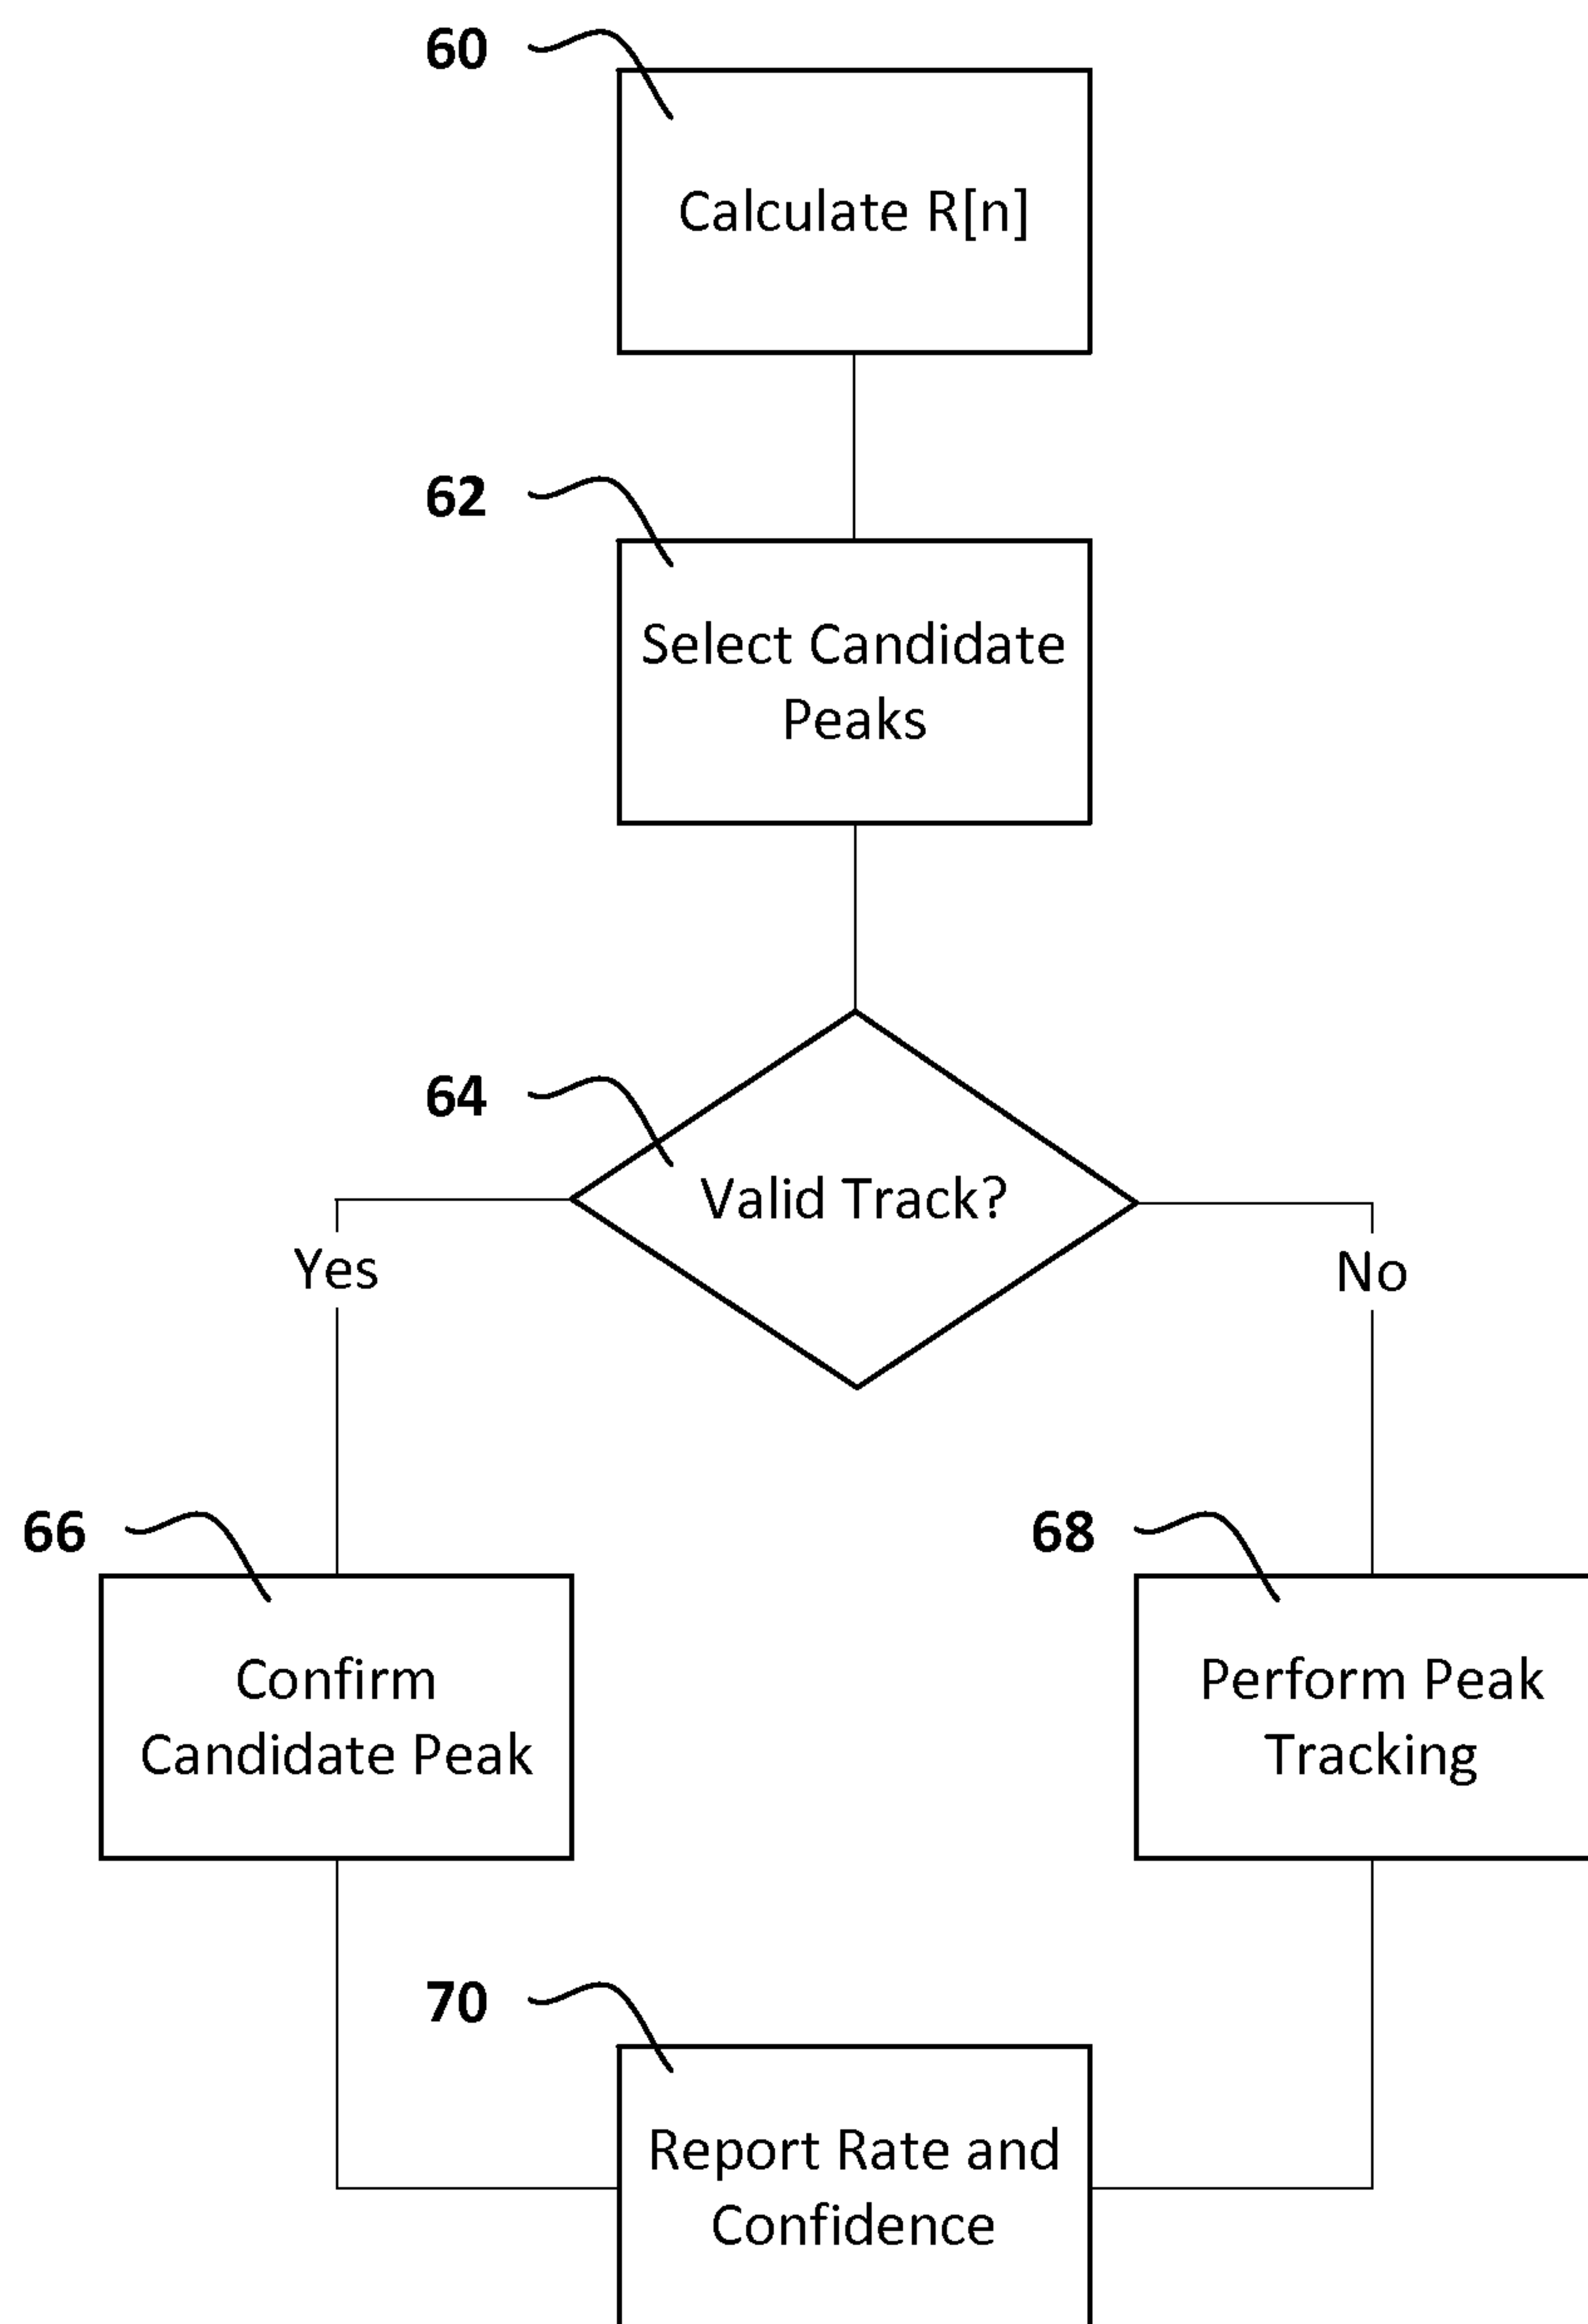 60
Calculate R[n]
62
Select Candidate
Peaks
64
Valid Track?
Yes
No
66
68
Confirm
Candidate Peak
Perform Peak
Tracking
70
Report Rate and
Confidence